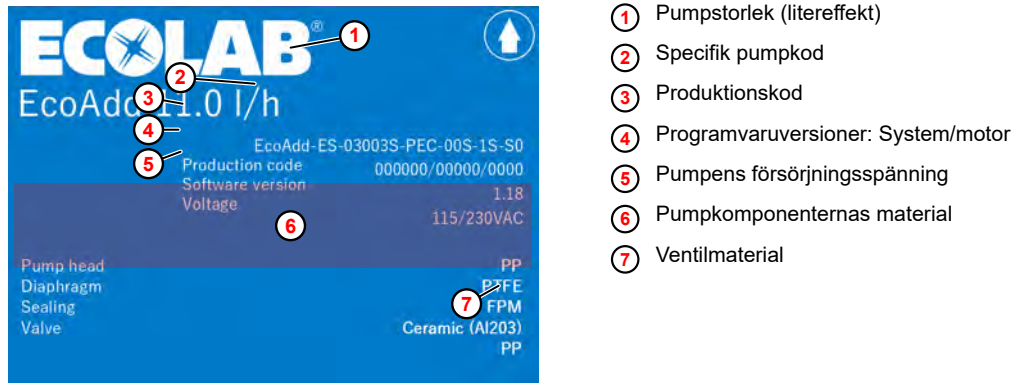 ECOLAB®
EcoAdd 11.0 l/h
EcoAdd-ES-03003S-PEC-00S-1S-S0
Production code 000000/00000/0000
Software version 1.18
Voltage 115/230VAC
Pump head PP
Diaphragm PTFE
Sealing FPM
Valve Ceramic (Al203)
PP
1
2
3
4
5
6
7
1 Pumpstorlek (litereffekt)
2 Specifik pumpkod
3 Produktionskod
4 Programvaruversioner: System/motor
5 Pumpens försörjningsspänning
6 Pumpkomponenternas material
7 Ventilmaterial